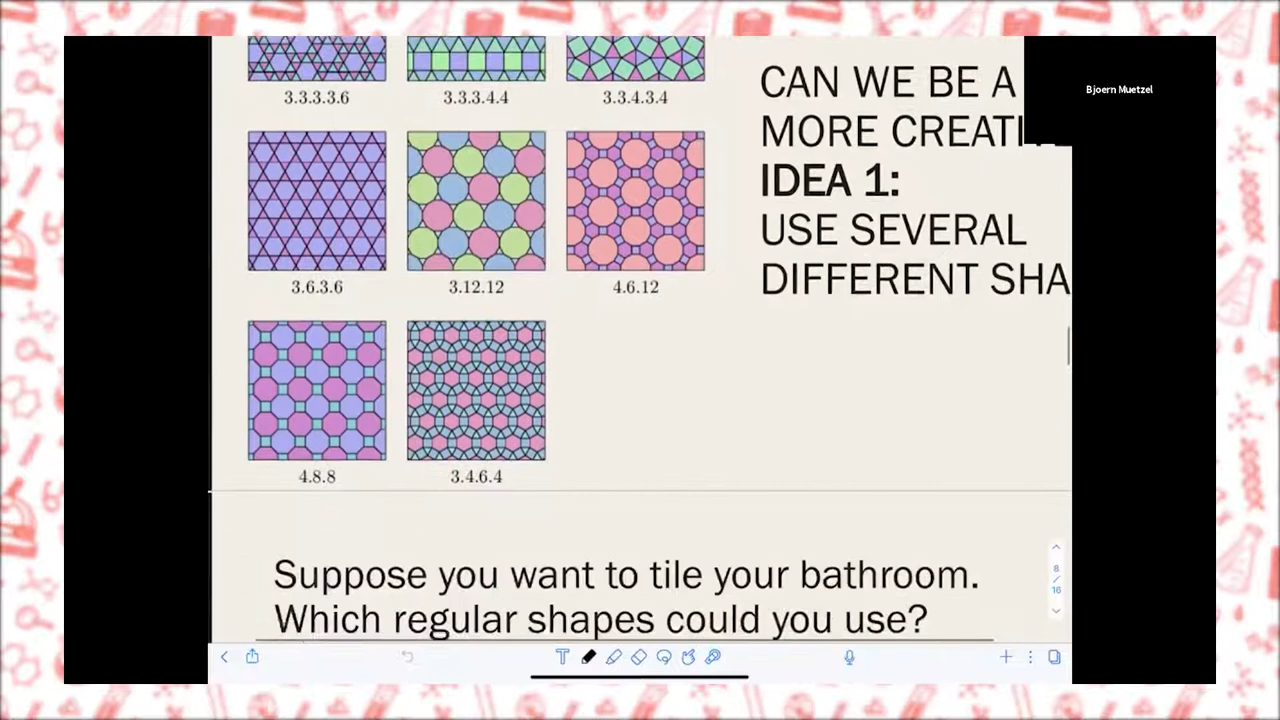 3.3.3.3.6
3.3.3.4.4
3.3.4.3.4
CAN WE BE A
MORE
IDEA 1:
USE SEVERAL
DIFFERENT SHA
Bjoern Muetzel
3.6.3.6
3.12.12
4.6.12
4.8.8
3.4.6.4
Suppose you want to tile your bathroom.
Which regular shapes could you use?
8
/
16
T